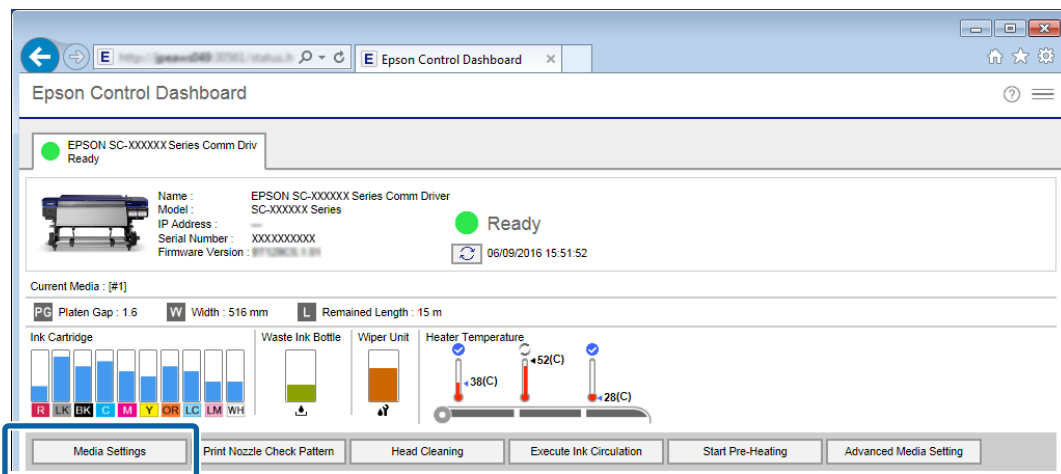 Epson Control Dashboard
Epson Control Dashboard
EPSON SC-XXXXXX Series Comm Driv
Ready
Name : EPSON SC-XXXXXX Series Comm Driver
Model : SC-XXXXXX Series
IP Address : —
Serial Number : XXXXXXXXXX
Firmware Version :
Ready
06/09/2016 15:51:52
Current Media : [#1]
PG Platen Gap : 1.6 W Width : 516 mm L Remained Length : 15 m
Ink Cartridge Waste Ink Bottle Wiper Unit Heater Temperature
52(C)
38(C)
28(C)
R LK BK C M Y OR LC LM WH
Media Settings Print Nozzle Check Pattern Head Cleaning Execute Ink Circulation Start Pre-Heating Advanced Media Setting